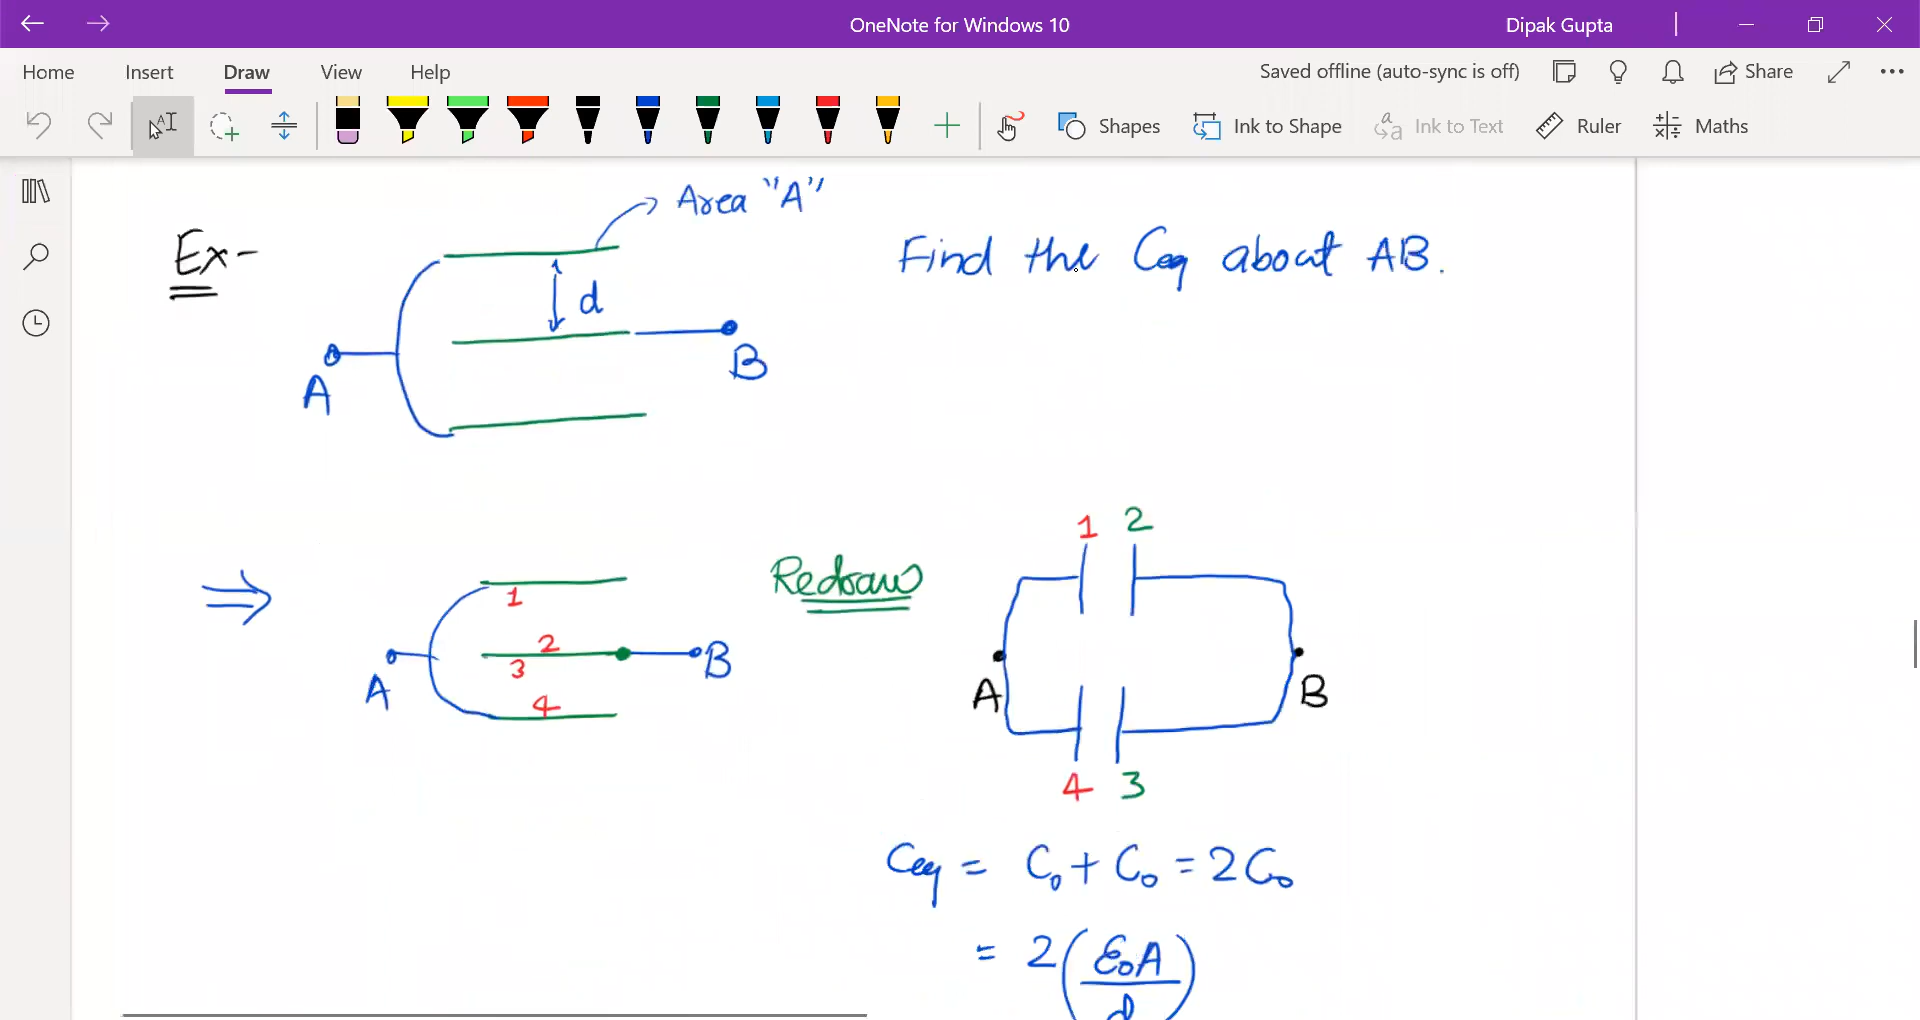 OneNote for Windows 10
Dipak Gupta
Home Insert Draw View Help
Saved offline (auto-sync is off) Share
Shapes Ink to Shape Ink to Text Ruler Maths
Area "A"
Ex-
d
A
B
Find the Ceq about AB.
⇒
1
2
3
4
A
B
Redraw
1 2
A
B
4 3
Ceq = C₀ + C₀ = 2C₀
= 2(ε₀A/d)